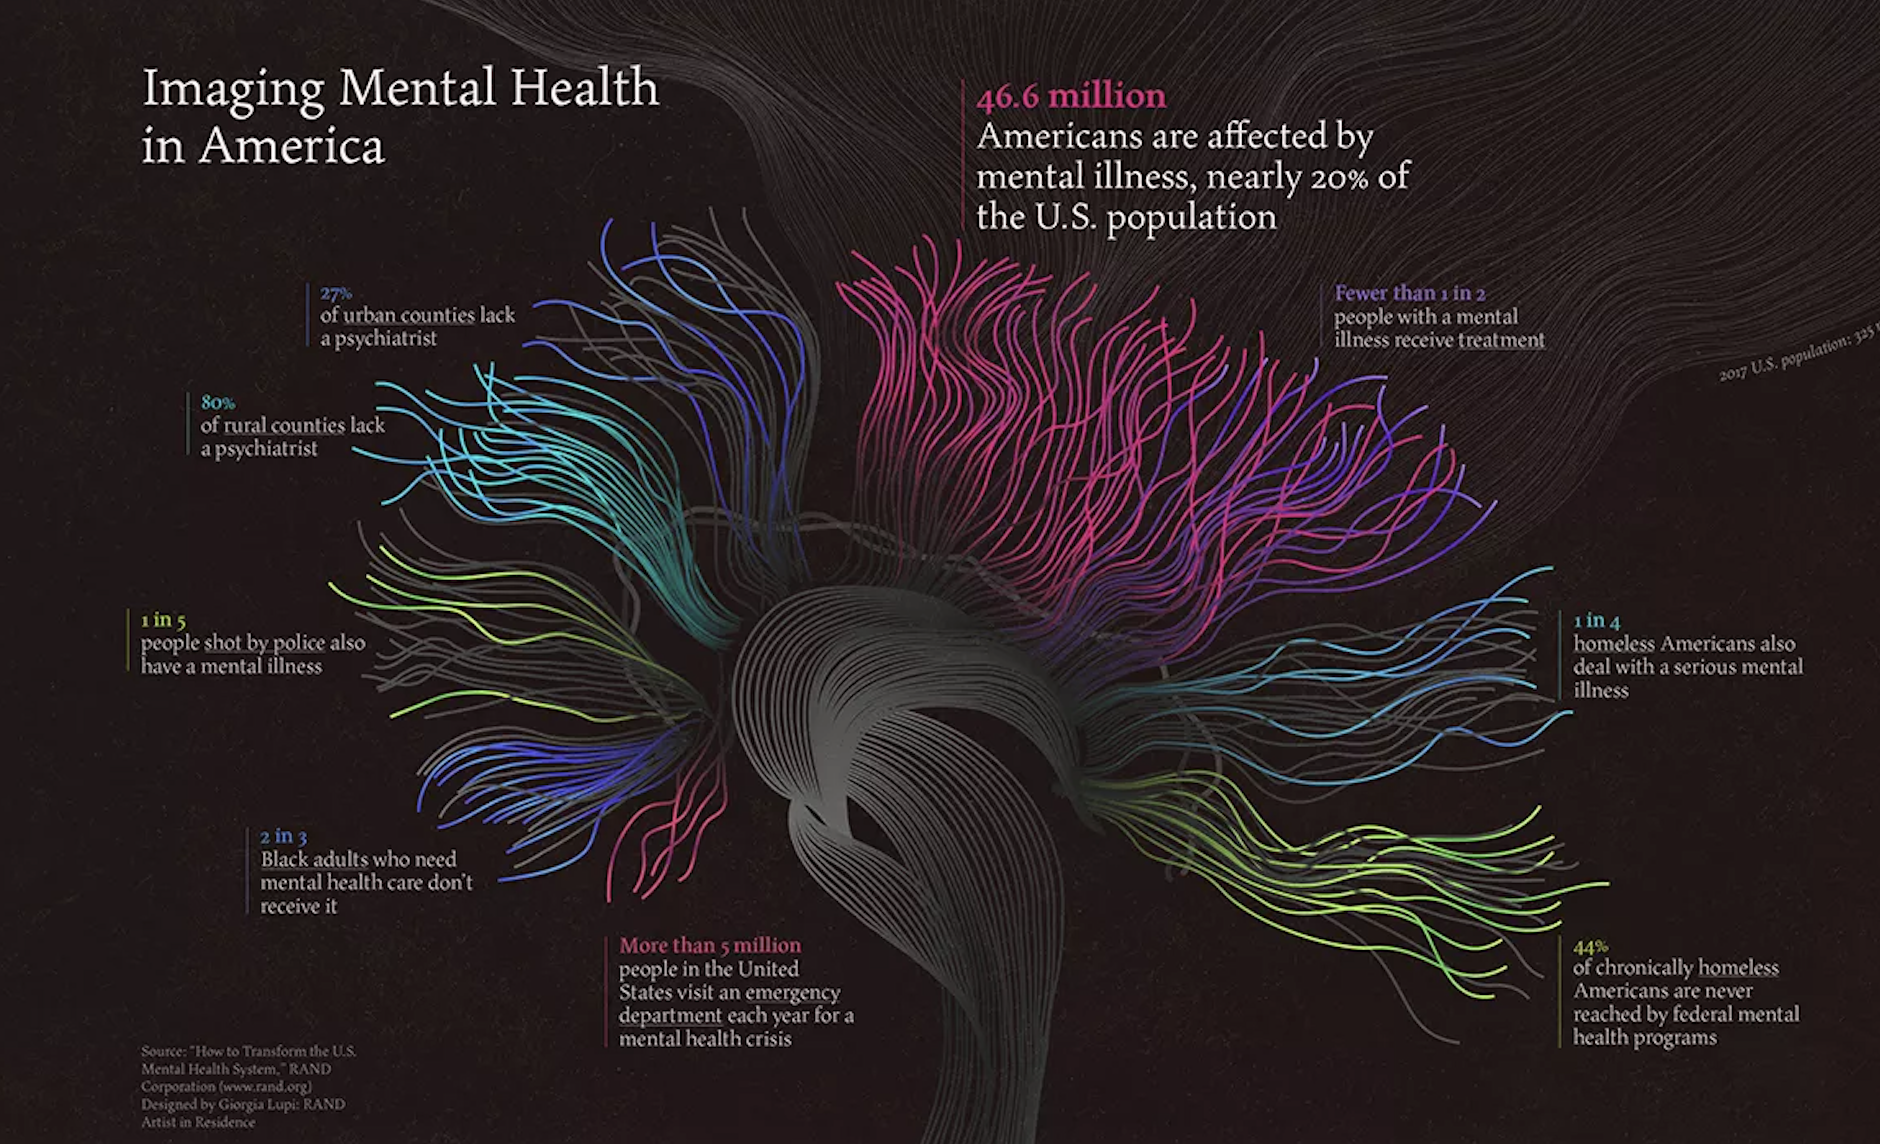 Imaging Mental Health
in America
46.6 million
Americans are affected by
mental illness, nearly 20% of
the U.S. population
27%
of urban counties lack
a psychiatrist
Fewer than 1 in 2
people with a mental
illness receive treatment
2017 U.S. population: 325
80%
of rural counties lack
a psychiatrist
1 in 5
people shot by police also
have a mental illness
1 in 4
homeless Americans also
deal with a serious mental
illness
2 in 3
Black adults who need
mental health care don't
receive it
More than 5 million
people in the United
States visit an emergency
department each year for a
mental health crisis
44%
of chronically homeless
Americans are never
reached by federal mental
health programs
Source: "How to Transform the U.S.
Mental Health System," RAND
Corporation (www.rand.org)
Designed by Giorgia Lupi: RAND
Artist in Residence